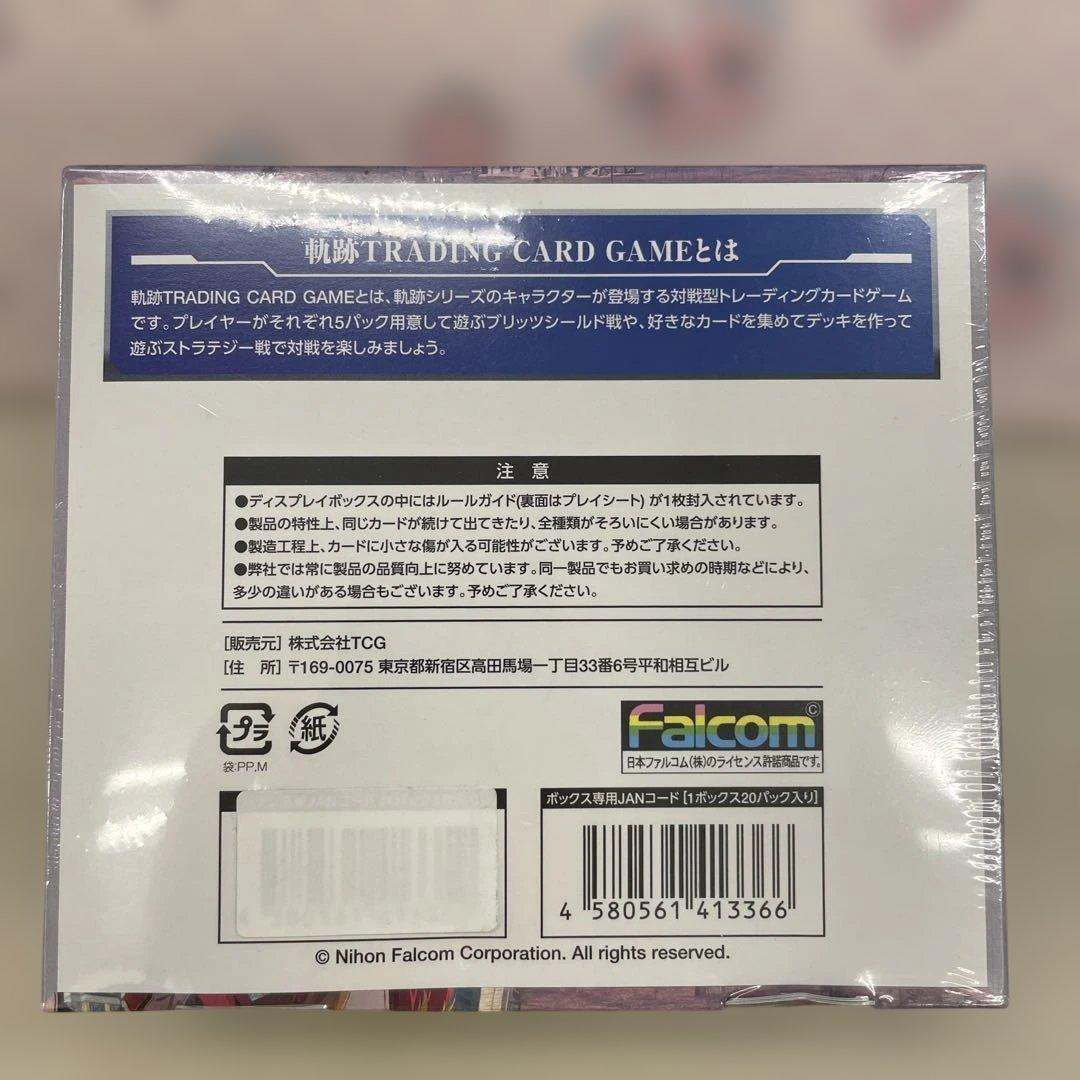 軌跡TRADING CARD GAMEとは
軌跡TRADING CARD GAMEとは、軌跡シリーズのキャラクターが登場する対戦型トレーディングカードゲーム
です。プレイヤーがそれぞれ5パック用意して遊ぶブリッツシールド戦や、好きなカードを集めてデッキを作って
遊ぶストラテジー戦で対戦を楽しみましょう。
注 意
●ディスプレイボックスの中にはルールガイド(裏面はプレイシート) が1枚封入されています。
●製品の特性上、同じカードが続けて出てきたり、全種類がそろいにくい場合があります。
●製造工程上、カードに小さな傷が入る可能性がございます。予めご了承ください。
●弊社では常に製品の品質向上に努めています。同一製品でもお買い求めの時期などにより、
多少の違いがある場合もございます。予めご了承ください。
[販売元] 株式会社TCG
[住 所] 〒169-0075 東京都新宿区高田馬場一丁目33番6号平和相互ビル
プラ 紙
袋:PP,M
Falcom©
日本ファルコム(株)のライセンス許諾商品です。
ボックス専用JANコード [1ボックス20パック入り]
4 580561 413366
© Nihon Falcom Corporation. All rights reserved.